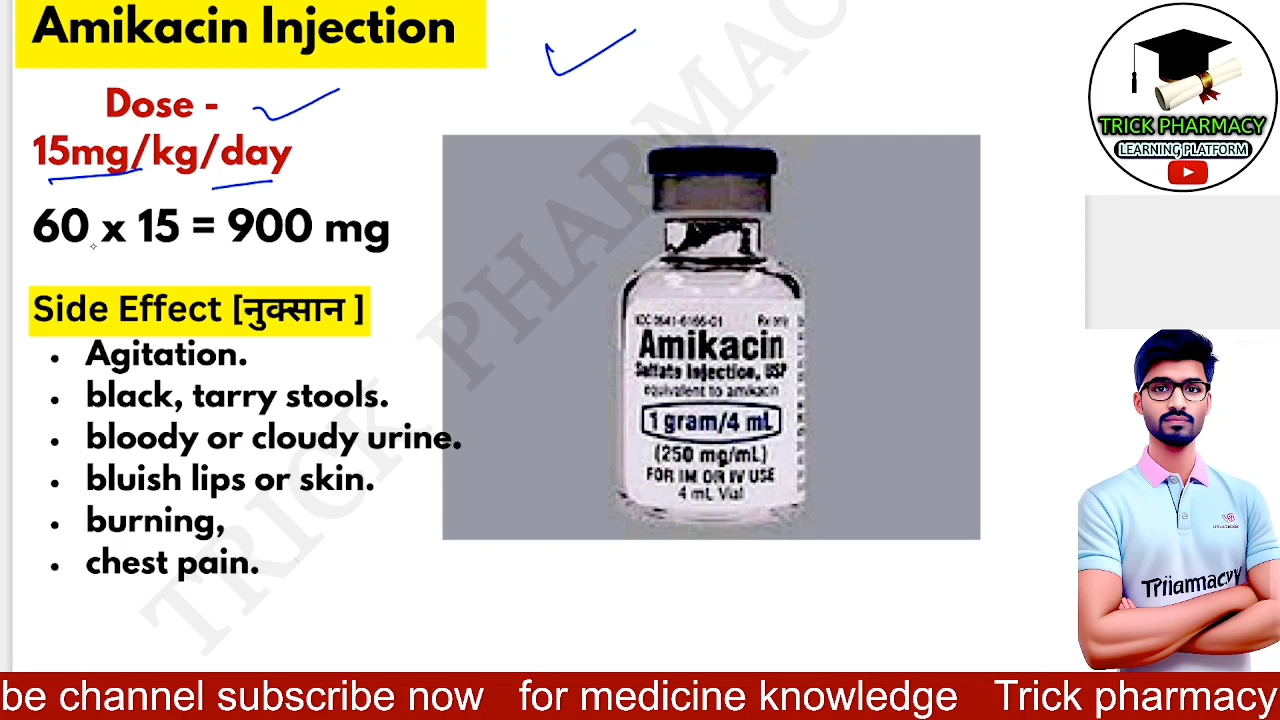 Amikacin Injection
Dose -
15mg/kg/day
60 x 15 = 900 mg
Side Effect [नुक्सान ]
• Agitation.
• black, tarry stools.
• bloody or cloudy urine.
• bluish lips or skin.
• burning,
• chest pain.
TRICK PHARMAC
Rx only
Amikacin
Sulfate Injection, USP
equivalent to amikacin
1 gram/4 mL
(250 mg/mL)
FOR IM OR IV USE
4 mL Vial
TRICK PHARMACY
LEARNING PLATFORM
be channel subscribe now for medicine knowledge Trick pharmacy